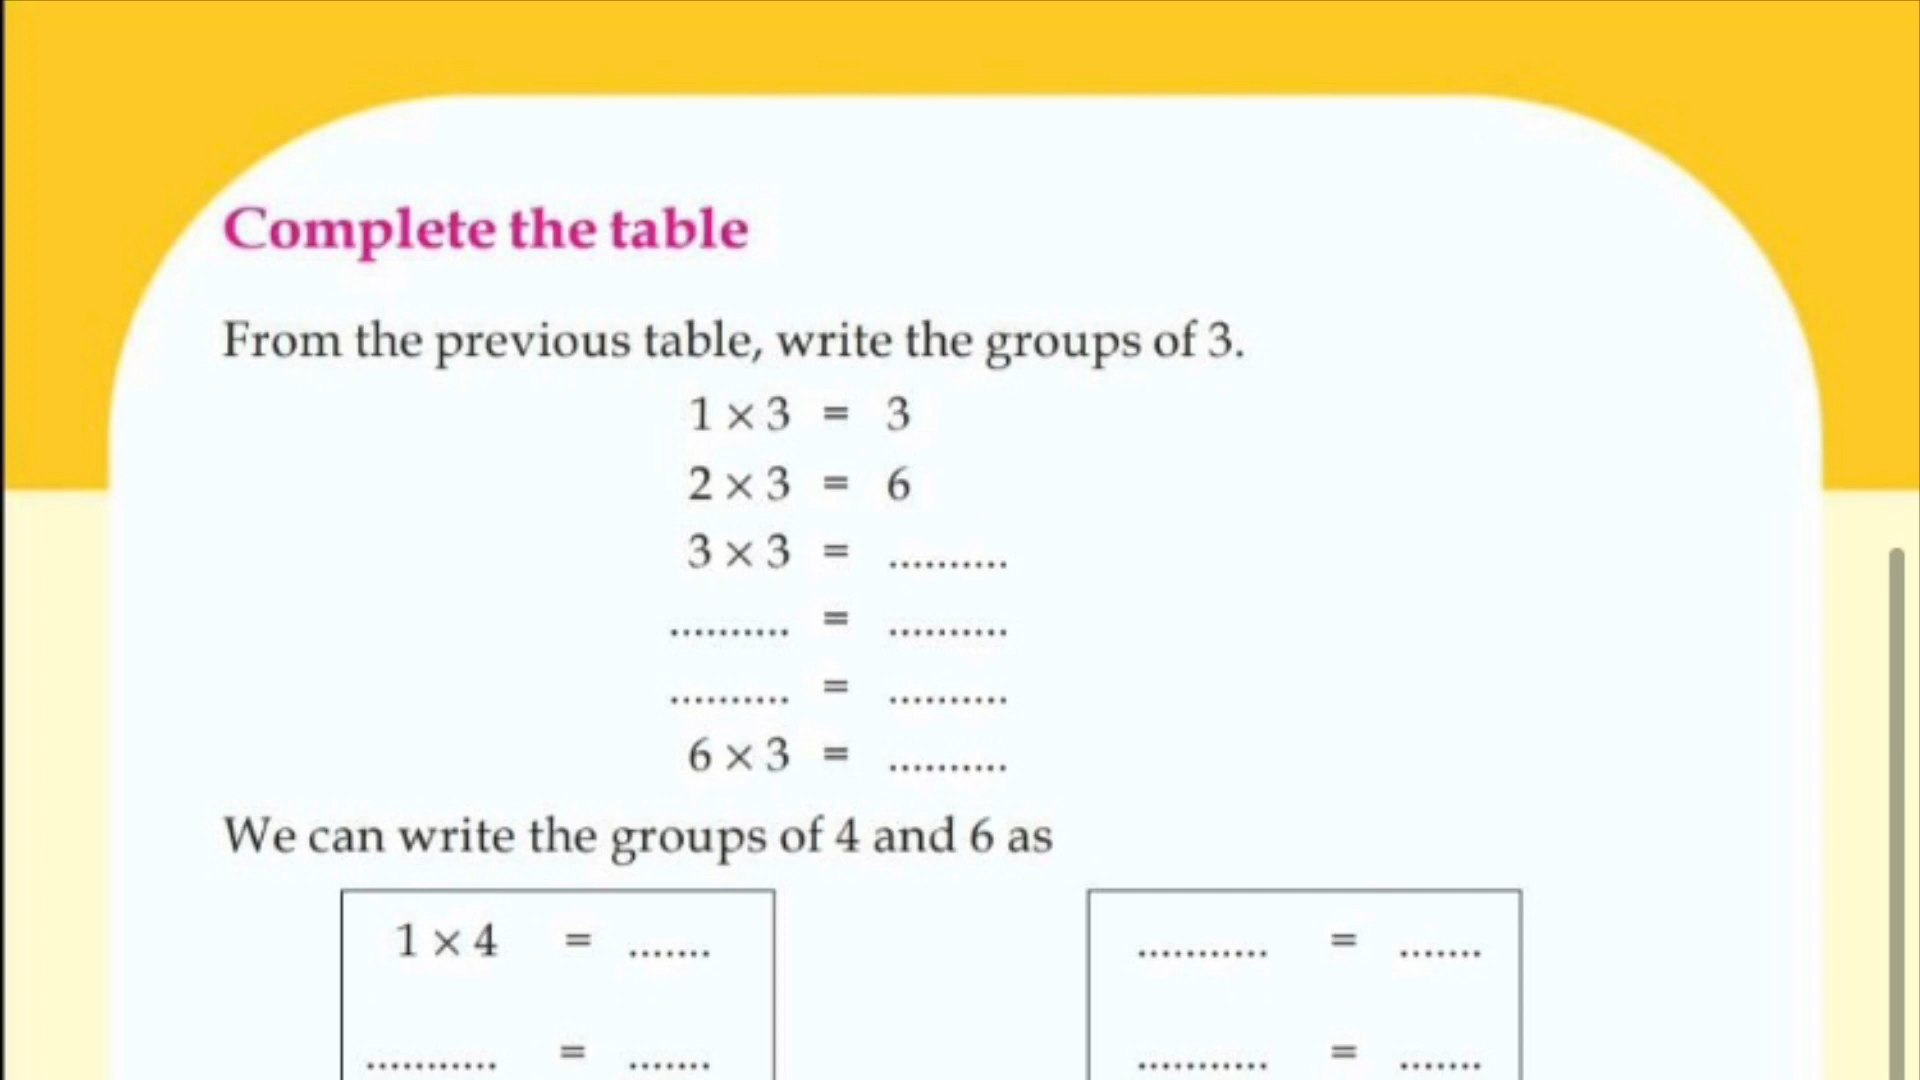 Complete the table
From the previous table, write the groups of 3.
1 × 3 = 3
2 × 3 = 6
3 × 3 = ..........
.......... = ..........
.......... = ..........
6 × 3 = ..........
We can write the groups of 4 and 6 as
1 × 4 = .......
........... = .......
........... = .......
........... = .......